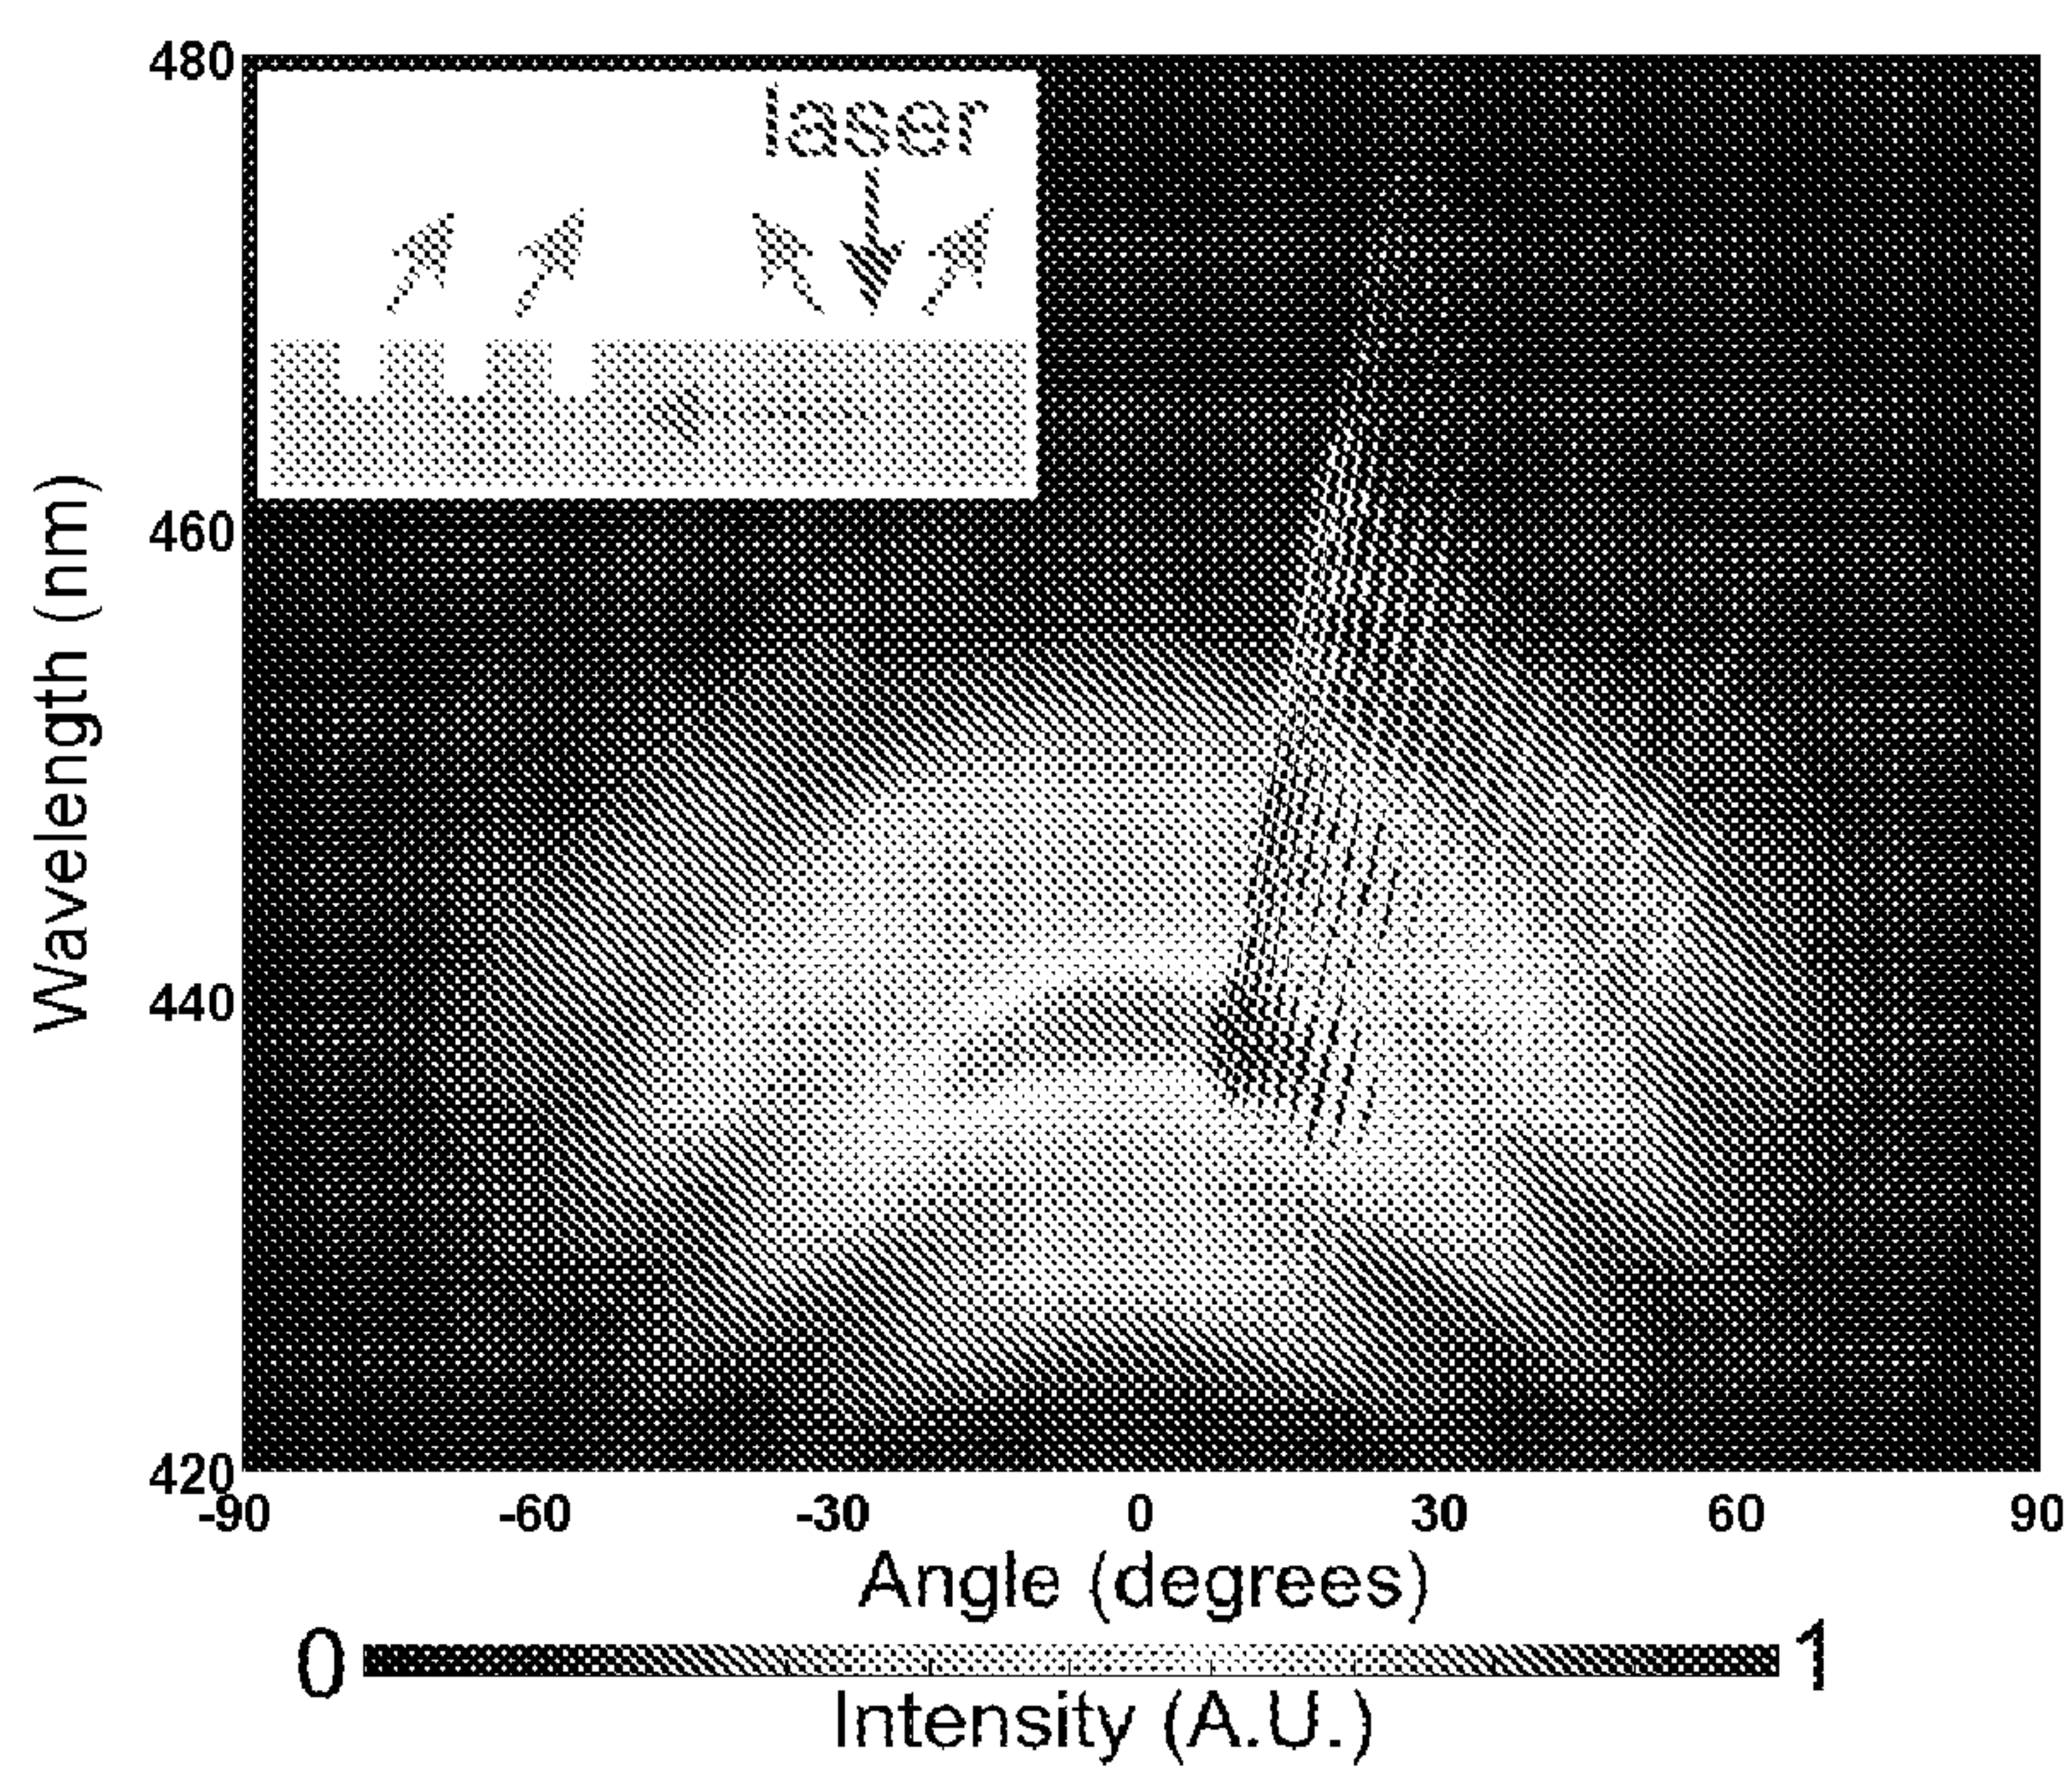 480
laser
460
Wavelength (nm)
440
420
-90 -60 -30 0 30 60 90
Angle (degrees)
0 1
Intensity (A.U.)